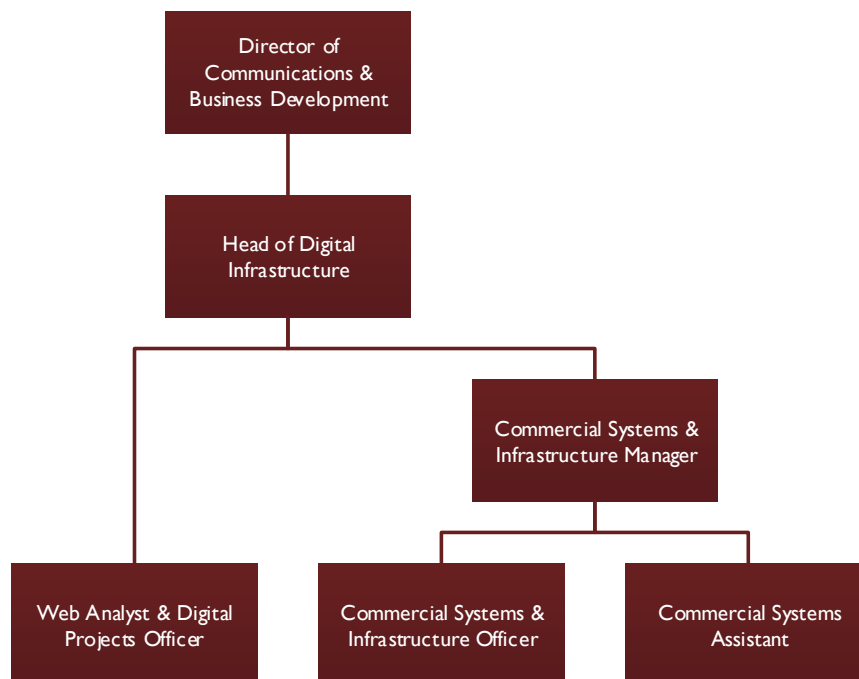 Director of
Communications &
Business Development
Head of Digital
Infrastructure
Commercial Systems &
Infrastructure Manager
Web Analyst & Digital
Projects Officer
Commercial Systems &
Infrastructure Officer
Commercial Systems
Assistant